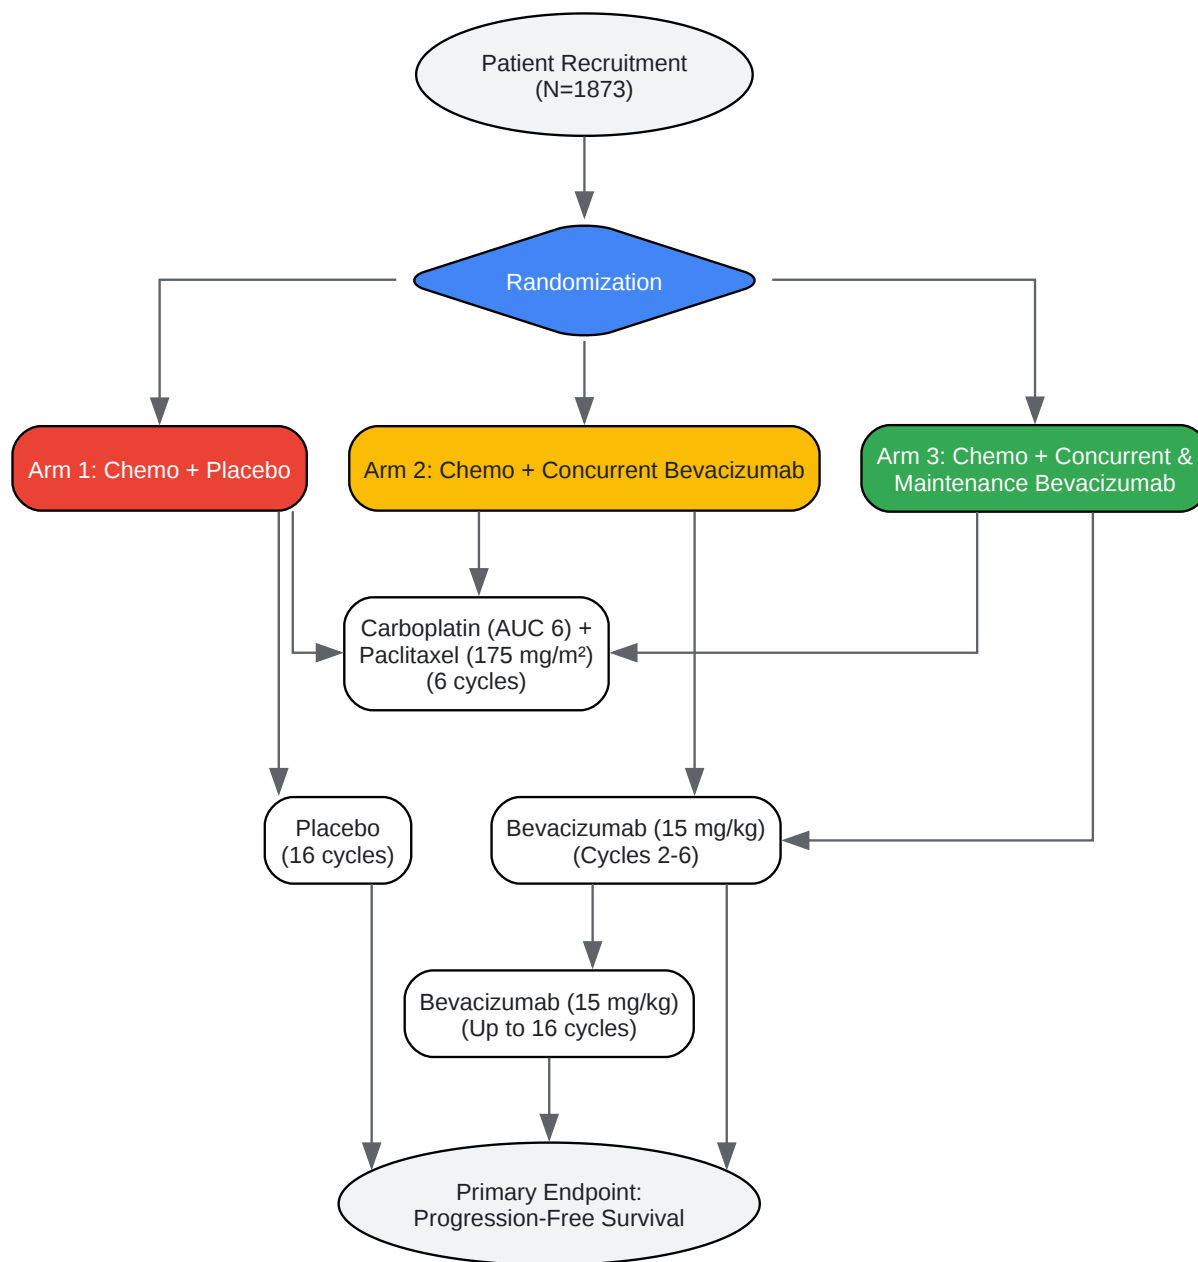 Patient Recruitment
(N=1873)
Randomization
Arm 1: Chemo + Placebo
Arm 2: Chemo + Concurrent Bevacizumab
Arm 3: Chemo + Concurrent &
Maintenance Bevacizumab
Carboplatin (AUC 6) +
Paclitaxel (175 mg/m²)
(6 cycles)
Placebo
(16 cycles)
Bevacizumab (15 mg/kg)
(Cycles 2-6)
Bevacizumab (15 mg/kg)
(Up to 16 cycles)
Primary Endpoint:
Progression-Free Survival